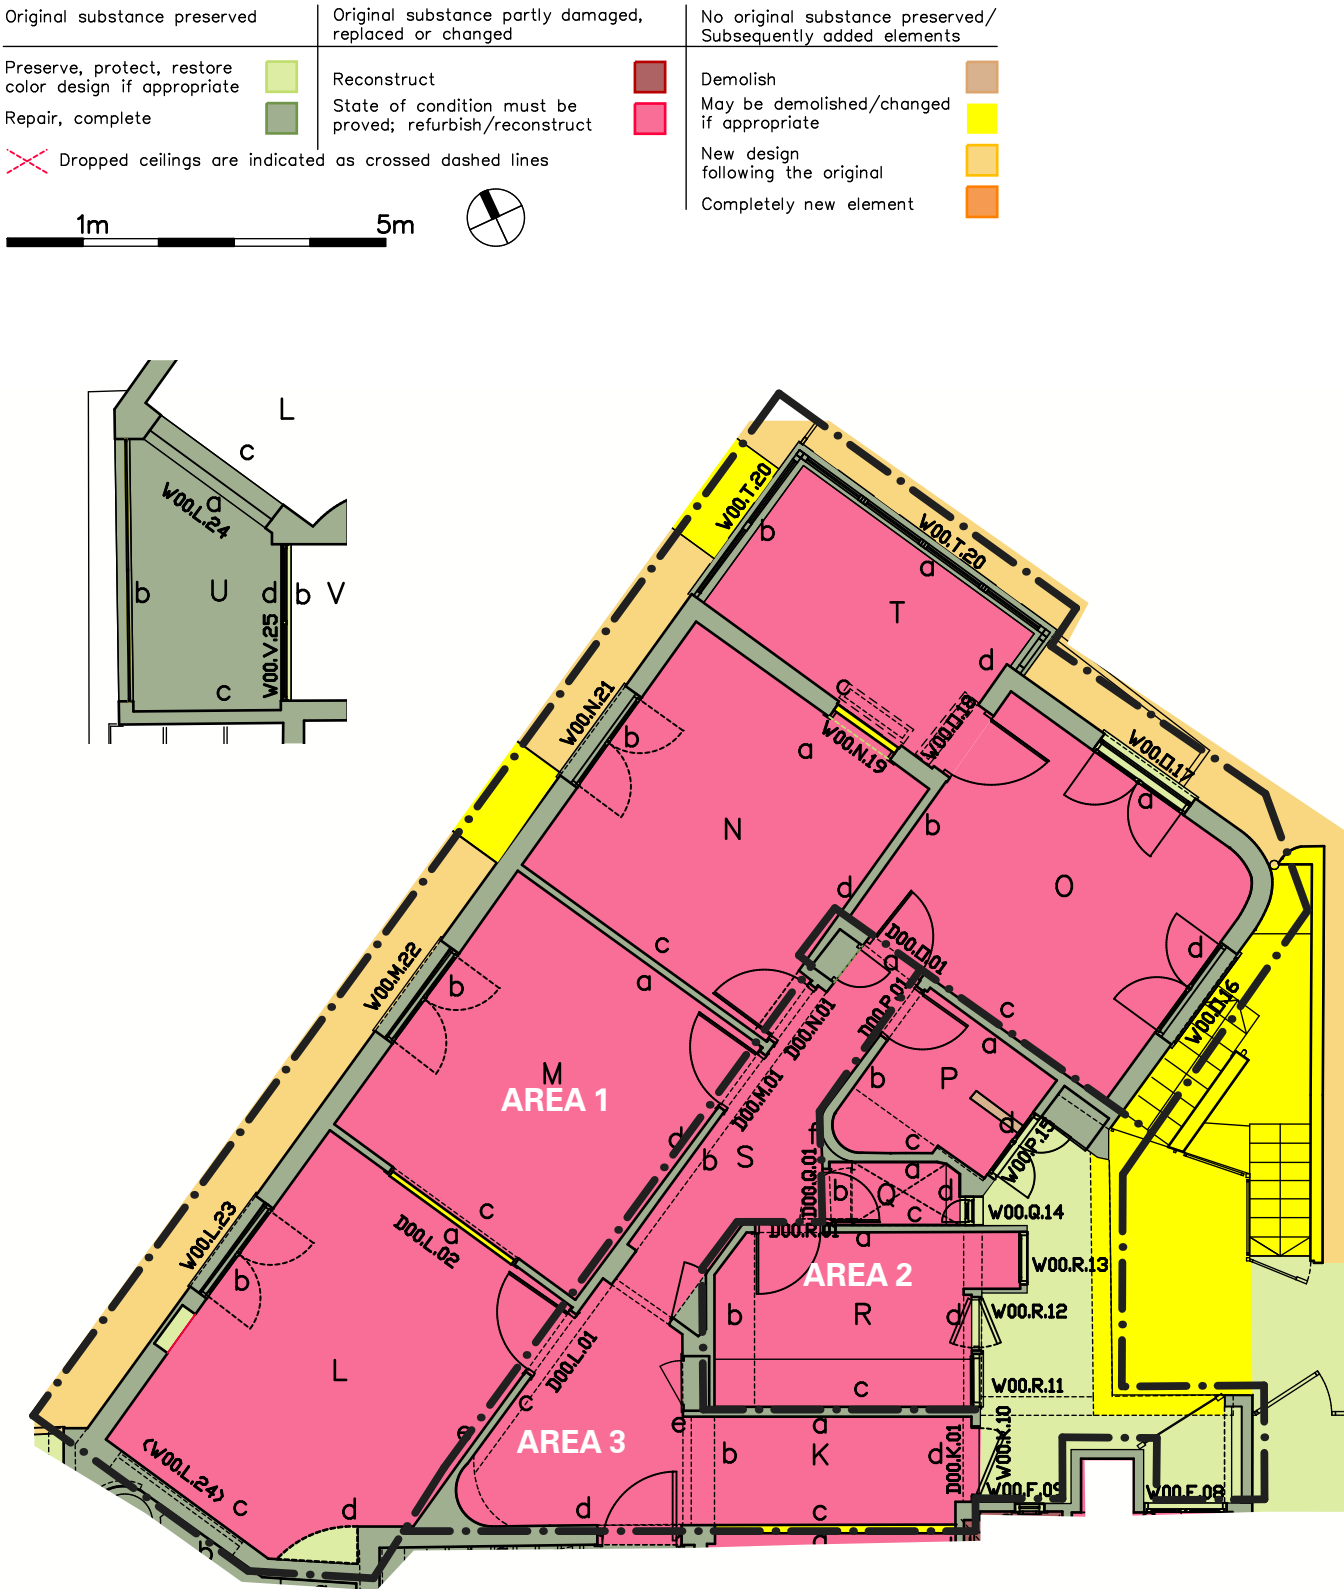 Original substance preserved
Original substance partly damaged,
replaced or changed
No original substance preserved/
Subsequently added elements
Preserve, protect, restore
color design if appropriate
Repair, complete
Reconstruct
State of condition must be
proved; refurbish/reconstruct
Demolish
May be demolished/changed
if appropriate
New design
following the original
Completely new element
Dropped ceilings are indicated as crossed dashed lines
1m
5m
L
c
W00.L.24
a
b
U
d
b
V
W00.V.25
c
W00.T.20
b
W00.T.20
a
T
d
c
W00.N.21
b
a
W00.N.19
W00.O.18
W00.O.17
a
N
b
O
d
c
d
W00.M.22
b
a
D00.O.01
a
D00.P.01
c
W00.O.16
D00.N.01
a
M
D00.M.01
b
P
AREA 1
d
d
W00.P.15
b
S
f
c
D00.Q.01
a
b
Q
d
c
W00.Q.14
c
a
D00.L.02
D00.R.01
a
W00.L.23
b
AREA 2
W00.R.13
b
R
d
W00.R.12
L
D00.L.01
c
c
W00.R.11
e
AREA 3
e
a
b
K
d
D00.K.01
W00.K.10
(W00.L.24)
c
d
d
c
W00.F.09
W00.F.08
b
a
a